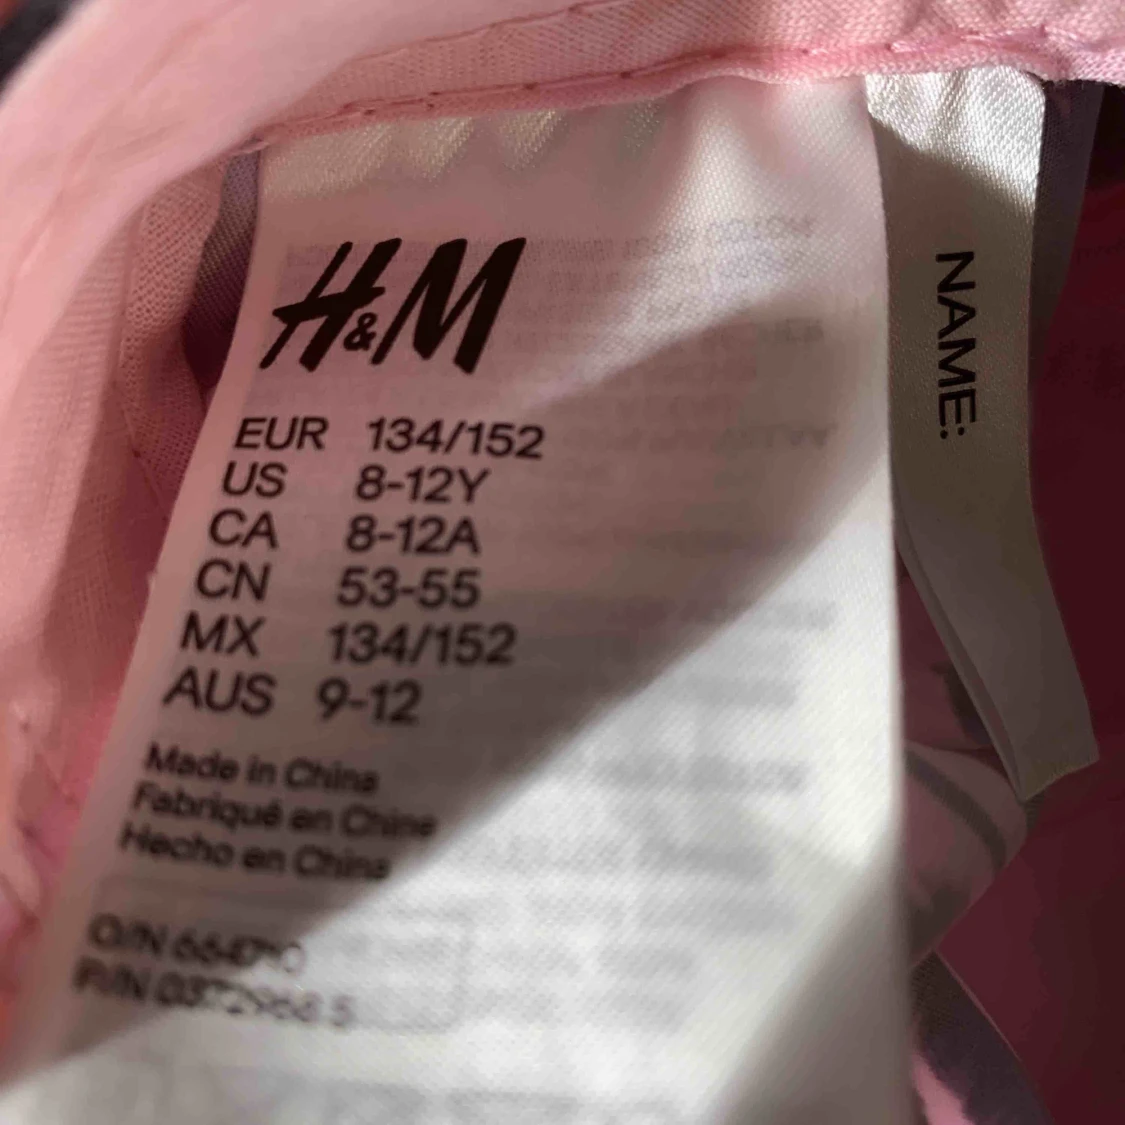 H&M
EUR 134/152
US 8-12Y
CA 8-12A
CN 53-55
MX 134/152
AUS 9-12
Made in China
Fabriqué en Chine
Hecho en China
O/N
P/N
NAME: